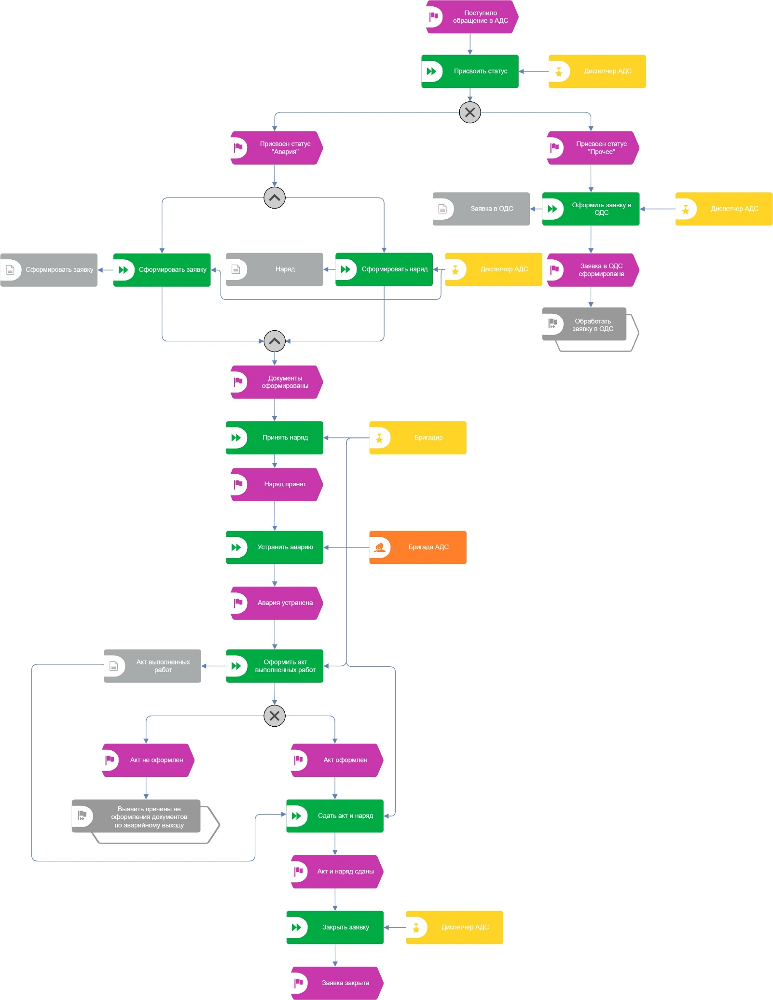 Поступило
обращение в АДС
Присвоить статус
Диспетчер АДС
Присвоен статус
"Авария"
Присвоен статус
"Прочее"
Заявка в ОДС
Оформить заявку в
ОДС
Диспетчер АДС
Сформировать заявку
Сформировать заявку
Наряд
Сформировать наряд
Диспетчер АДС
Заявка в ОДС
сформирована
Обработать
заявку в ОДС
Документы
сформированы
Принять наряд
Бригадир
Наряд принят
Устранить аварию
Бригада АДС
Авария устранена
Акт выполненных
работ
Оформить акт
выполненных работ
Акт не оформлен
Акт оформлен
Выявить причины не
оформления документов
по аварийному выходу
Сдать акт и наряд
Акт и наряд сданы
Закрыть заявку
Диспетчер АДС
Заявка закрыта